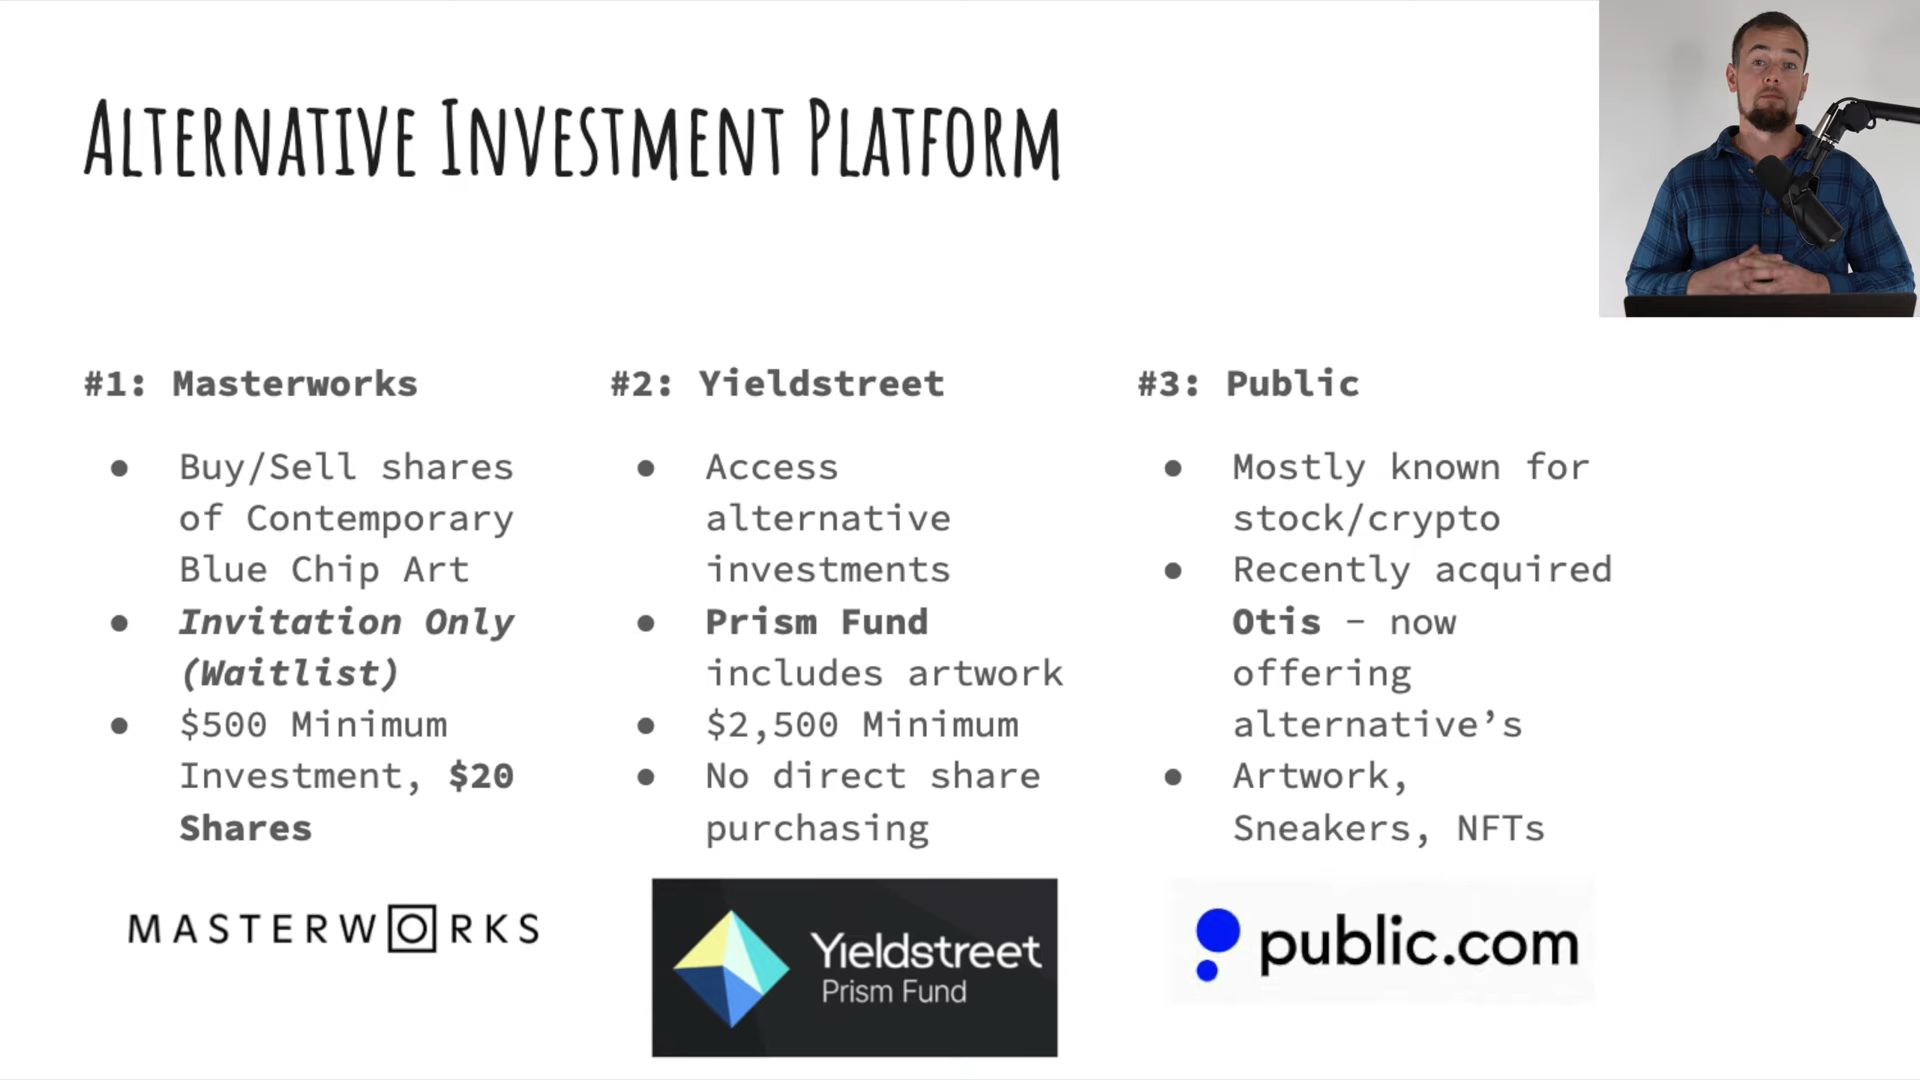 Alternative Investment Platform
#1: Masterworks
● Buy/Sell shares
of Contemporary
Blue Chip Art
● Invitation Only
(Waitlist)
● $500 Minimum
Investment, $20
Shares
MASTERWORKS
#2: Yieldstreet
● Access
alternative
investments
● Prism Fund
includes artwork
● $2,500 Minimum
● No direct share
purchasing
Yieldstreet
Prism Fund
#3: Public
● Mostly known for
stock/crypto
● Recently acquired
Otis – now
offering
alternative’s
● Artwork,
Sneakers, NFTs
public.com